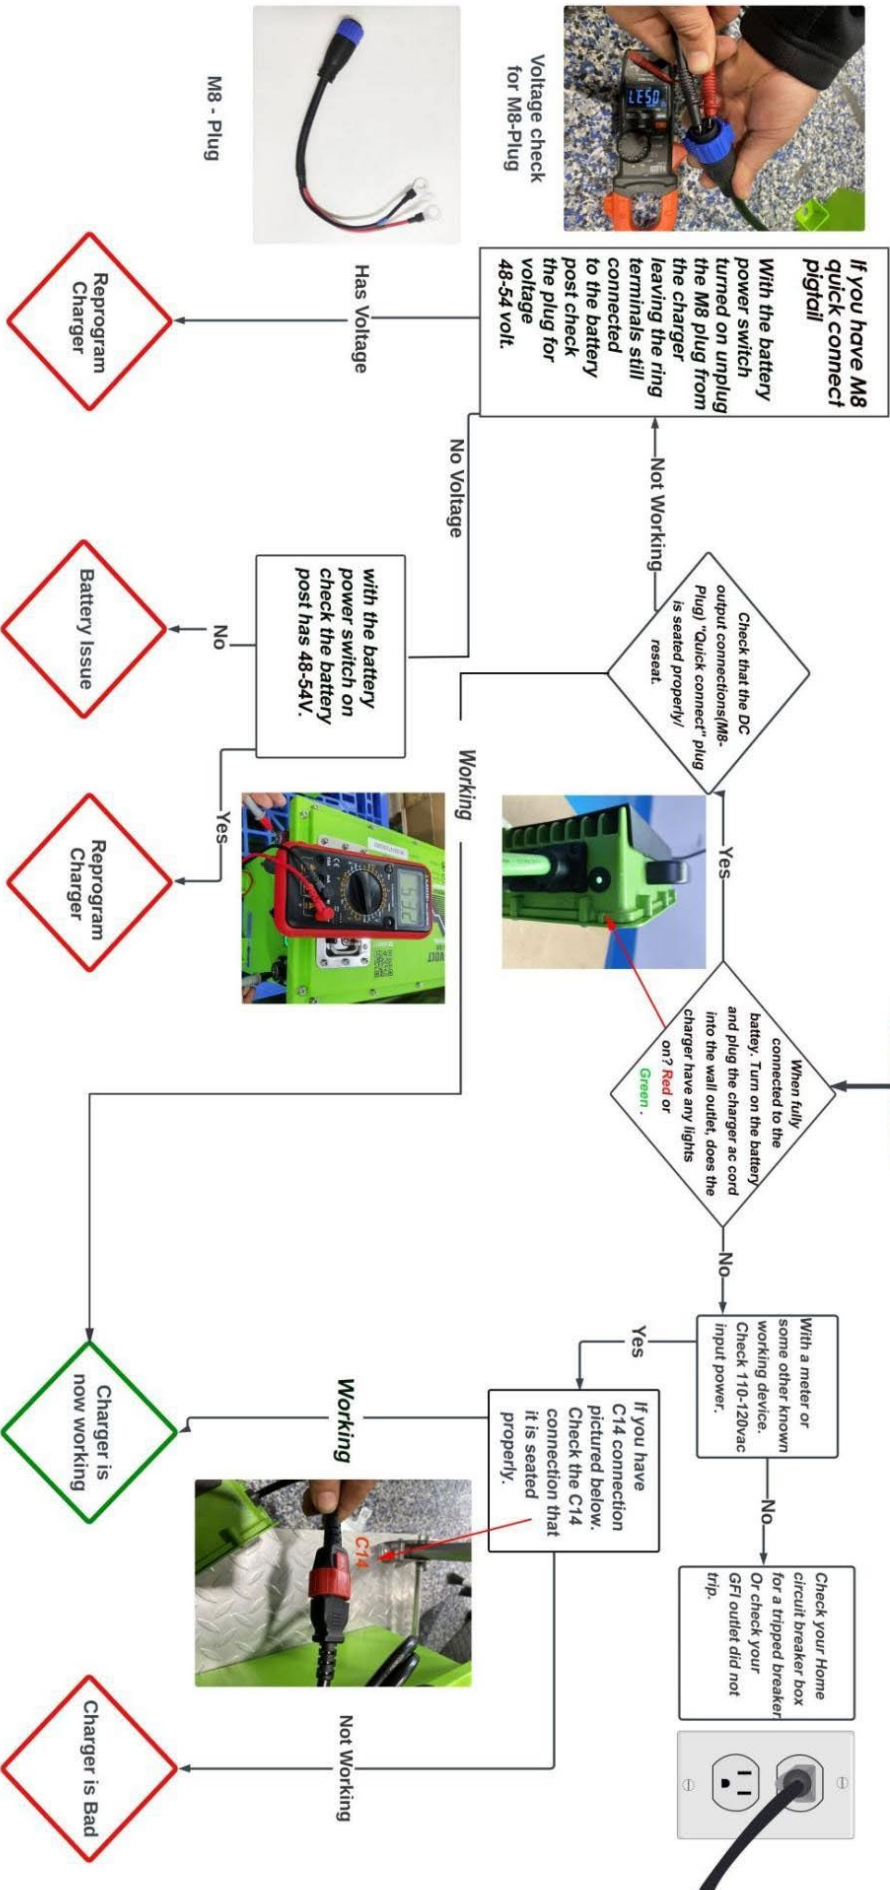 When fully
connected to the
battey. Turn on the battery
and plug the charger ac cord
into the wall outlet, does the
charger have any lights
on? Red or
Green .
Yes
No
Check that the DC
output connections(M8-
Plug) "Quick connect" plug
is seated properly/
reseat.
Not Working
Working
If you have M8
quick connect
pigtail
With the battery
power switch
turned on unplug
the M8 plug from
the charger
leaving the ring
terminals still
connected
to the battery
post check
the plug for
voltage
48-54 volt.
Voltage check
for M8-Plug
M8 - Plug
Has Voltage
No Voltage
Reprogram
Charger
with the battery
power switch on
check the battery
post has 48-54V.
No
Yes
Battery Issue
Reprogram
Charger
With a meter or
some other known
working device.
Check 110-120vac
input power.
Yes
No
Check your Home
circuit breaker box
for a tripped breaker
Or check your
GFI outlet did not
trip.
If you have
C14 connection
pictured below.
Check the C14
connection that
it is seated
properly.
C14
Working
Not Working
Charger is
now working
Charger is Bad